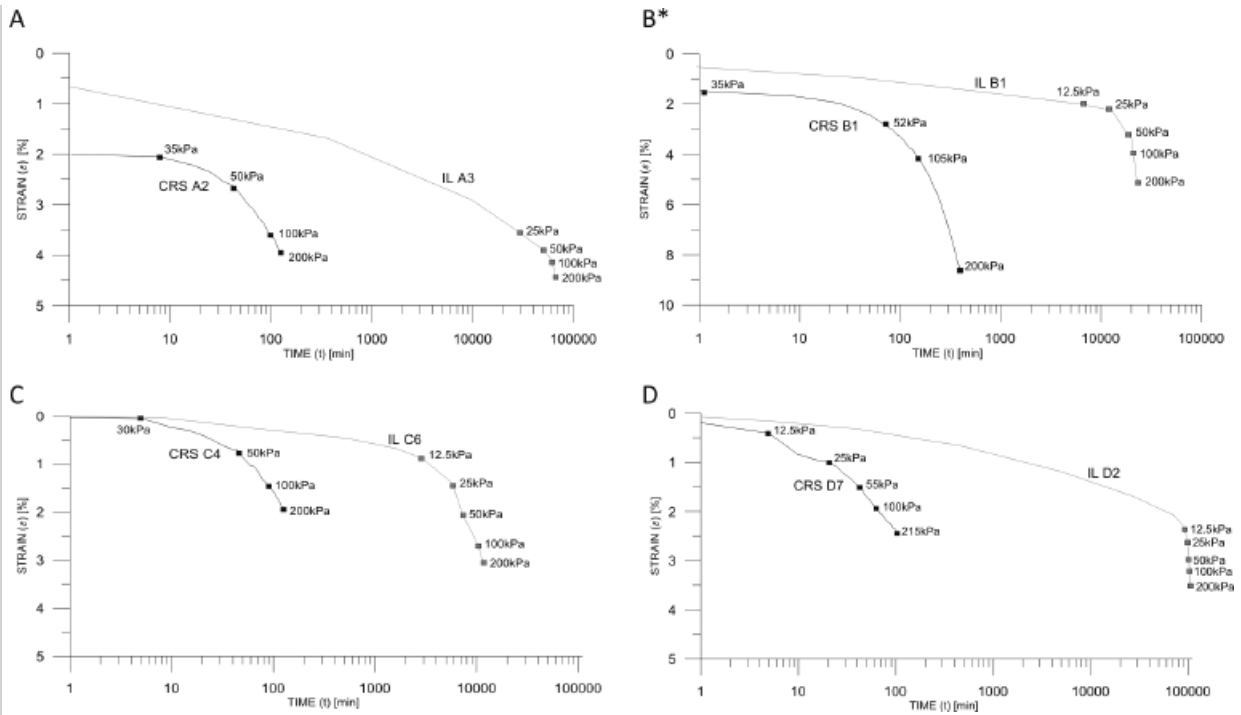 A
0
1
2
3
4
5
STRAIN (ε) [%]
35kPa
CRS A2
50kPa
100kPa
200kPa
IL A3
25kPa
50kPa
100kPa
200kPa
1
10
100
1000
10000
100000
TIME (t) [min]
B*
0
2
4
6
8
10
STRAIN (ε) [%]
35kPa
CRS B1
52kPa
105kPa
200kPa
IL B1
12.5kPa
25kPa
50kPa
100kPa
200kPa
1
10
100
1000
10000
100000
TIME (t) [min]
C
0
1
2
3
4
5
STRAIN (ε) [%]
30kPa
CRS C4
50kPa
100kPa
200kPa
IL C6
12.5kPa
25kPa
50kPa
100kPa
200kPa
1
10
100
1000
10000
100000
TIME (t) [min]
D
0
1
2
3
4
5
STRAIN (ε) [%]
12.5kPa
25kPa
CRS D7
55kPa
100kPa
215kPa
IL D2
12.5kPa
25kPa
50kPa
100kPa
200kPa
1
10
100
1000
10000
100000
TIME (t) [min]